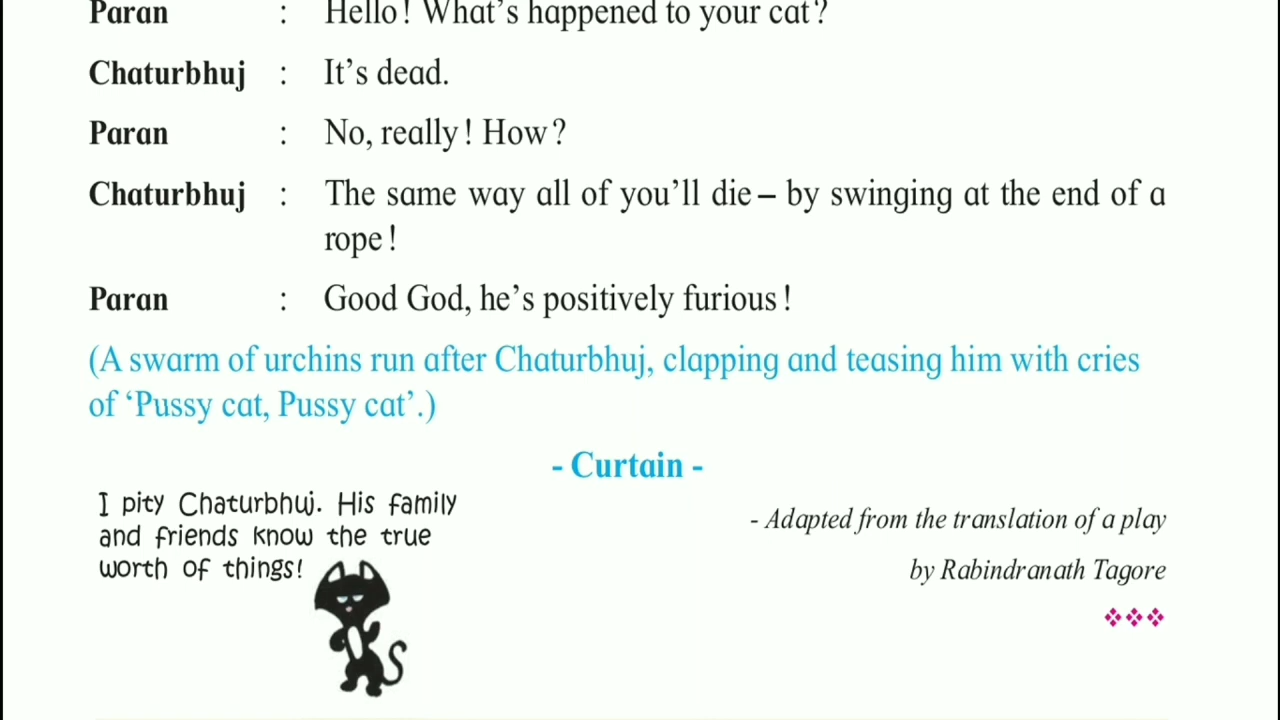 Paran : Hello! What's happened to your cat?
Chaturbhuj : It's dead.
Paran : No, really! How?
Chaturbhuj : The same way all of you'll die – by swinging at the end of a
rope!
Paran : Good God, he's positively furious!
(A swarm of urchins run after Chaturbhuj, clapping and teasing him with cries
of 'Pussy cat, Pussy cat'.)
- Curtain -
I pity Chaturbhuj. His family
and friends know the true
worth of things!
- Adapted from the translation of a play
by Rabindranath Tagore